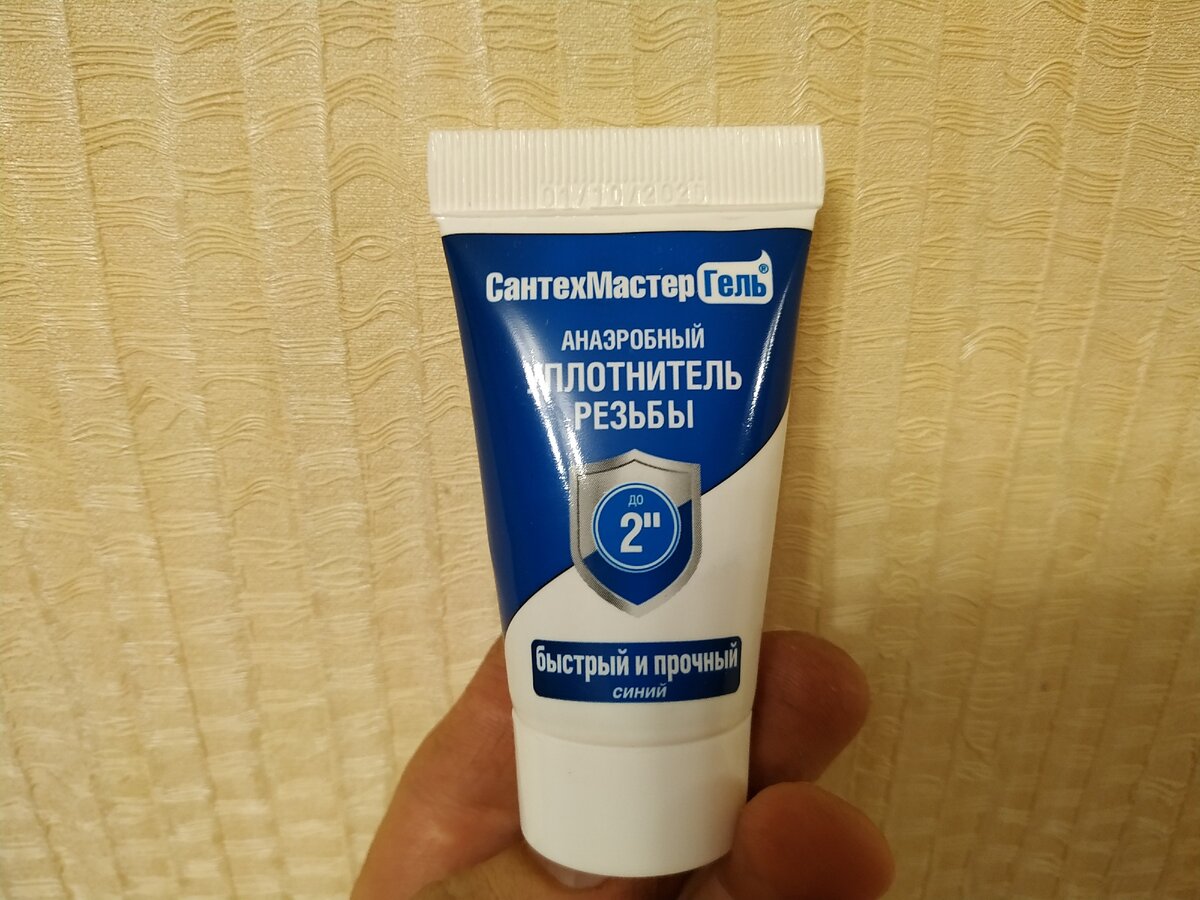 СантехМастерГель®
АНАЭРОБНЫЙ
УПЛОТНИТЕЛЬ
РЕЗЬБЫ
ДО
2"
быстрый и прочный
синий